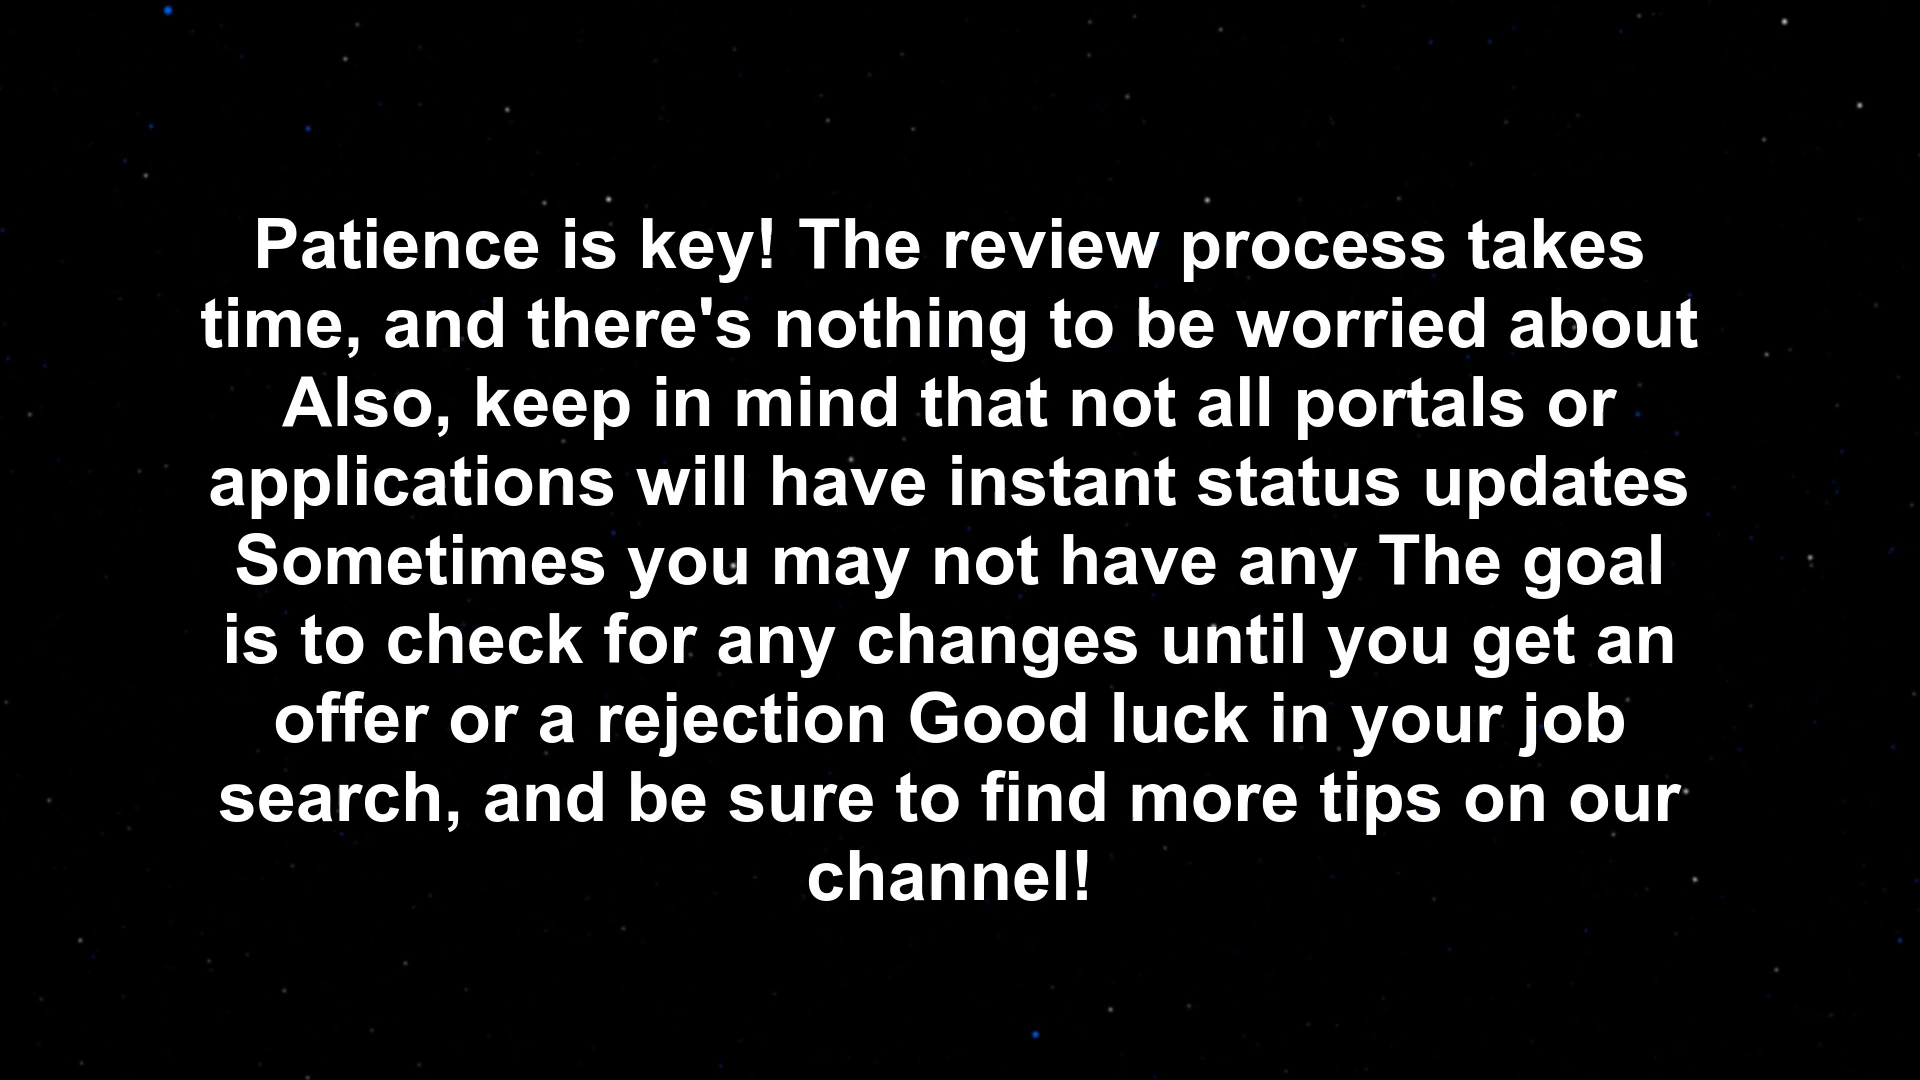 Patience is key! The review process takes
time, and there's nothing to be worried about
Also, keep in mind that not all portals or
applications will have instant status updates
Sometimes you may not have any The goal
is to check for any changes until you get an
offer or a rejection Good luck in your job
search, and be sure to find more tips on our
channel!